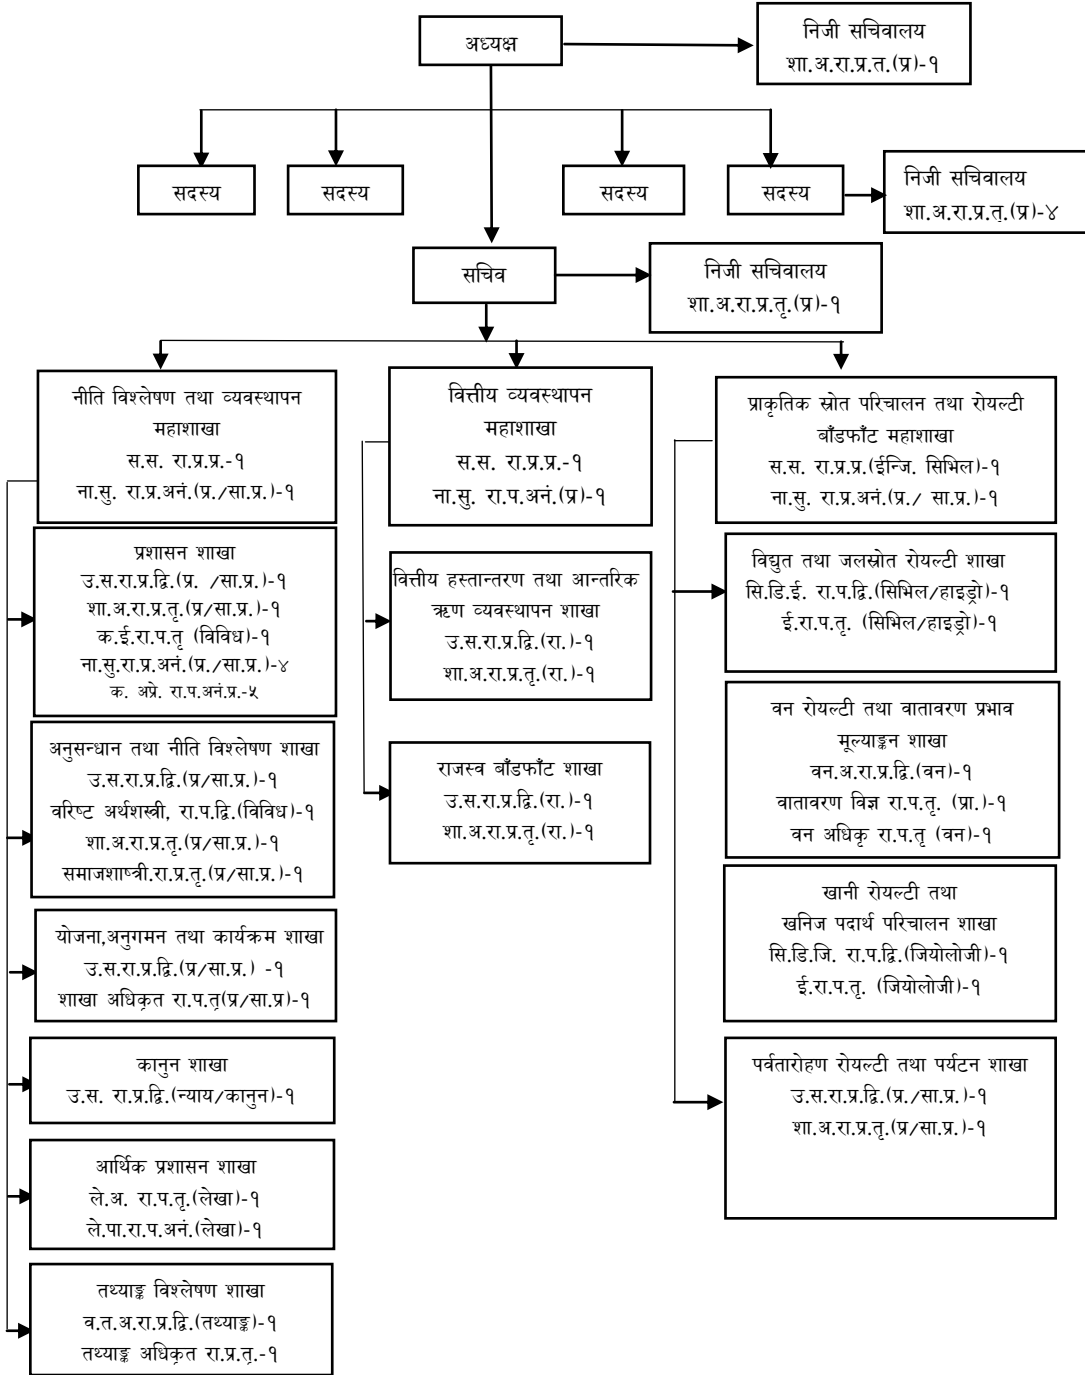 अध्यक्ष
निजी सचिवालय
शा.अ.रा.प्र.त.(प्र)-१
सदस्य
सदस्य
सदस्य
सदस्य
निजी सचिवालय
शा.अ.रा.प्र.त.(प्र)-४
सचिव
निजी सचिवालय
शा.अ.रा.प्र.तृ.(प्र)-१
नीति विश्लेषण तथा व्यवस्थापन
महाशाखा
स.स. रा.प्र.प्र.-१
ना.सु. रा.प्र.अनं.(प्र./सा.प्र.)-१
प्रशासन शाखा
उ.स.रा.प्र.द्वि.(प्र. /सा.प्र.)-१
शा.अ.रा.प्र.तृ.(प्र/सा.प्र.)-१
क.ई.रा.प.तृ (विविध)-१
ना.सु.रा.प्र.अनं.(प्र./सा.प्र.)-४
क. अप्रे. रा.प.अनं.प्र.-५
अनुसन्धान तथा नीति विश्लेषण शाखा
उ.स.रा.प्र.द्वि.(प्र/सा.प्र.)-१
वरिष्ट अर्थशस्त्री, रा.प.द्वि.(विविध)-१
शा.अ.रा.प्र.तृ.(प्र/सा.प्र.)-१
समाजशाष्त्री.रा.प्र.तृ.(प्र/सा.प्र.)-१
योजना,अनुगमन तथा कार्यक्रम शाखा
उ.स.रा.प्र.द्वि.(प्र/सा.प्र.) -१
शाखा अधिकृत रा.प.तृ(प्र/सा.प्र)-१
कानुन शाखा
उ.स. रा.प्र.द्वि.(न्याय/कानुन)-१
आर्थिक प्रशासन शाखा
ले.अ. रा.प.तृ.(लेखा)-१
ले.पा.रा.प.अनं.(लेखा)-१
तथ्याङ्क विश्लेषण शाखा
व.त.अ.रा.प्र.द्वि.(तथ्याङ्क)-१
तथ्याङ्क अधिकृत रा.प्र.तृ.-१
वित्तीय व्यवस्थापन
महाशाखा
स.स. रा.प्र.प्र.-१
ना.सु. रा.प.अनं.(प्र)-१
वित्तीय हस्तान्तरण तथा आन्तरिक
ऋण व्यवस्थापन शाखा
उ.स.रा.प्र.द्वि.(रा.)-१
शा.अ.रा.प्र.तृ.(रा.)-१
राजस्व बाँडफाँट शाखा
उ.स.रा.प्र.द्वि.(रा.)-१
शा.अ.रा.प्र.तृ.(रा.)-१
प्राकृतिक स्रोत परिचालन तथा रोयल्टी
बाँडफाँट महाशाखा
स.स. रा.प्र.प्र.(ईन्जि. सिभिल)-१
ना.सु. रा.प्र.अनं.(प्र./ सा.प्र.)-१
विद्युत तथा जलस्रोत रोयल्टी शाखा
सि.डि.ई. रा.प.द्वि.(सिभिल/हाइड्रो)-१
ई.रा.प.तृ. (सिभिल/हाइड्रो)-१
वन रोयल्टी तथा वातावरण प्रभाव
मूल्याङ्कन शाखा
वन.अ.रा.प्र.द्वि.(वन)-१
वातावरण विज्ञ रा.प.तृ. (प्रा.)-१
वन अधिकृ रा.प.तृ (वन)-१
खानी रोयल्टी तथा
खनिज पदार्थ परिचालन शाखा
सि.डि.जि. रा.प.द्वि.(जियोलोजी)-१
ई.रा.प.तृ. (जियोलोजी)-१
पर्वतारोहण रोयल्टी तथा पर्यटन शाखा
उ.स.रा.प्र.द्वि.(प्र./सा.प्र.)-१
शा.अ.रा.प्र.तृ.(प्र/सा.प्र.)-१